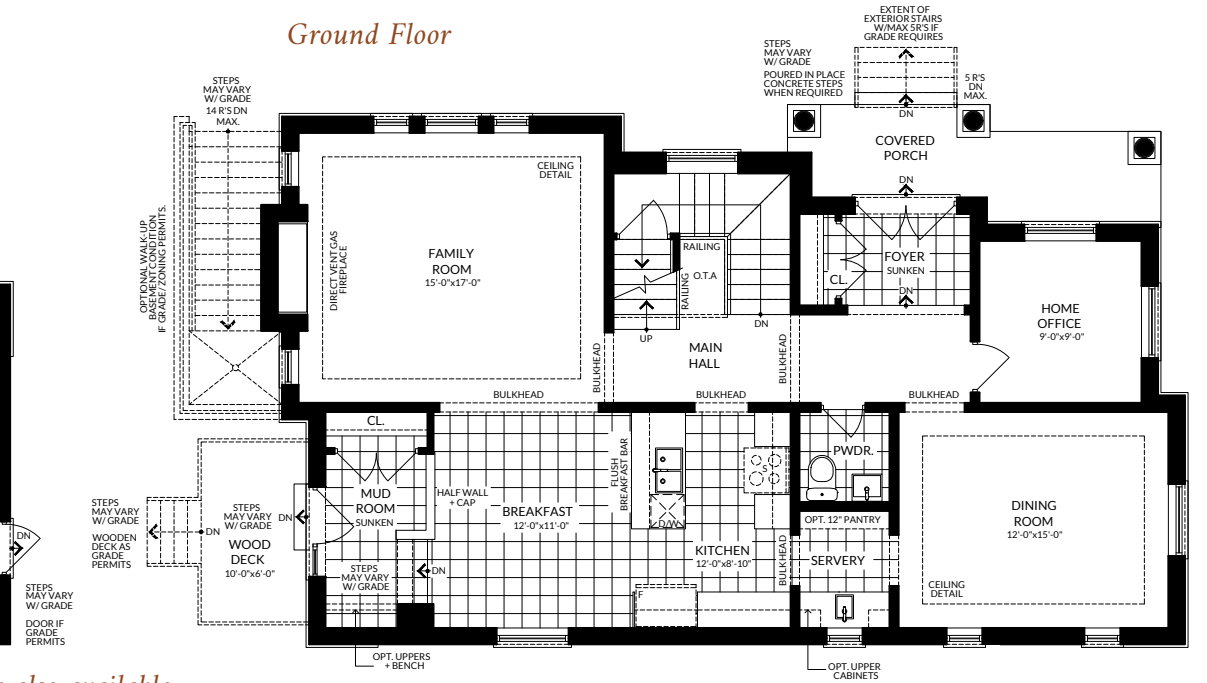 Ground Floor
EXTENT OF
EXTERIOR STAIRS
W/MAX 5R'S IF
GRADE REQUIRES
STEPS
MAY VARY
W/ GRADE
POURED IN PLACE
CONCRETE STEPS
WHEN REQUIRED
5 R'S
DN
MAX.
DN
COVERED
PORCH
DN
STEPS
MAY VARY
W/ GRADE
14 R'S DN
MAX.
OPTIONAL WALK-UP
BASEMENT CONDITION
IF GRADE/ ZONING PERMITS.
CEILING
DETAIL
DIRECT VENT GAS
FIREPLACE
FAMILY
ROOM
15'-0"x17'-0"
RAILING
O.T.A
RAILING
UP
DN
FOYER
SUNKEN
CL.
DN
HOME
OFFICE
9'-0"x9'-0"
MAIN
HALL
BULKHEAD
BULKHEAD
BULKHEAD
BULKHEAD
BULKHEAD
CL.
MUD
ROOM
SUNKEN
HALF WALL
+ CAP
BREAKFAST
12'-0"x11'-0"
FLUSH
BREAKFAST BAR
D/W
S
KITCHEN
12'-0"x8'-10"
F
BULKHEAD
PWDR.
OPT. 12" PANTRY
SERVERY
DINING
ROOM
12'-0"x15'-0"
CEILING
DETAIL
STEPS
MAY VARY
W/ GRADE
DN
STEPS
MAY VARY
W/ GRADE
WOODEN
DECK AS
GRADE
PERMITS
DN
STEPS
MAY VARY
W/ GRADE
DN
WOOD
DECK
10'-0"x6'-0"
DN
STEPS
MAY VARY
W/ GRADE
DOOR IF
GRADE
PERMITS
OPT. UPPERS
+ BENCH
OPT. UPPER
CABINETS
also available